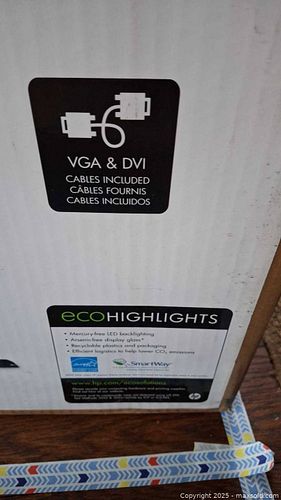 VGA & DVI
CABLES INCLUDED
CÂBLES FOURNIS
CABLES INCLUIDOS
ecoHIGHLIGHTS
• Mercury-free LED backlighting
• Arsenic-free display glass*
• Recyclable plastics and packaging
• Efficient logistics to help lower CO₂ emissions
SmartWay
www.hp.com/ecosolutions
hp
Copyright 2025 - maxsold.com